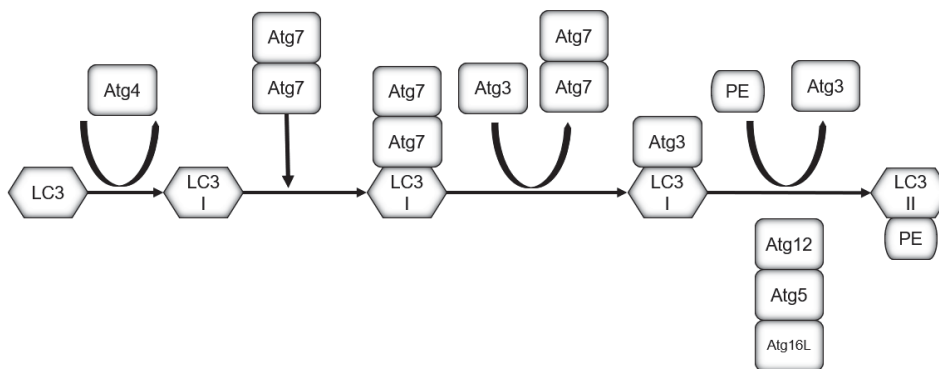 Atg7
Atg7
Atg4
Atg7
Atg7
Atg3
Atg7
Atg7
PE
Atg3
Atg3
LC3
LC3
I
LC3
I
LC3
I
LC3
II
PE
Atg12
Atg5
Atg16L